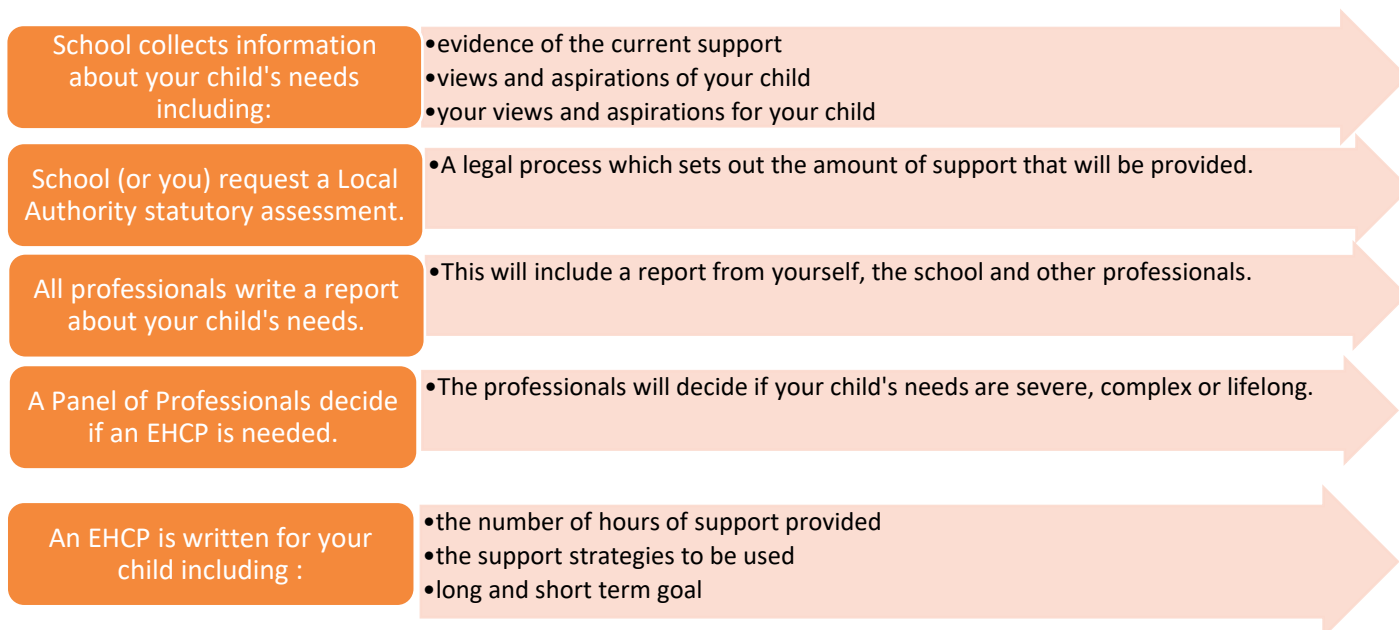 School collects information
about your child's needs
including:
•evidence of the current support
•views and aspirations of your child
•your views and aspirations for your child
School (or you) request a Local
Authority statutory assessment.
•A legal process which sets out the amount of support that will be provided.
All professionals write a report
about your child's needs.
•This will include a report from yourself, the school and other professionals.
A Panel of Professionals decide
if an EHCP is needed.
•The professionals will decide if your child's needs are severe, complex or lifelong.
An EHCP is written for your
child including :
•the number of hours of support provided
•the support strategies to be used
•long and short term goal